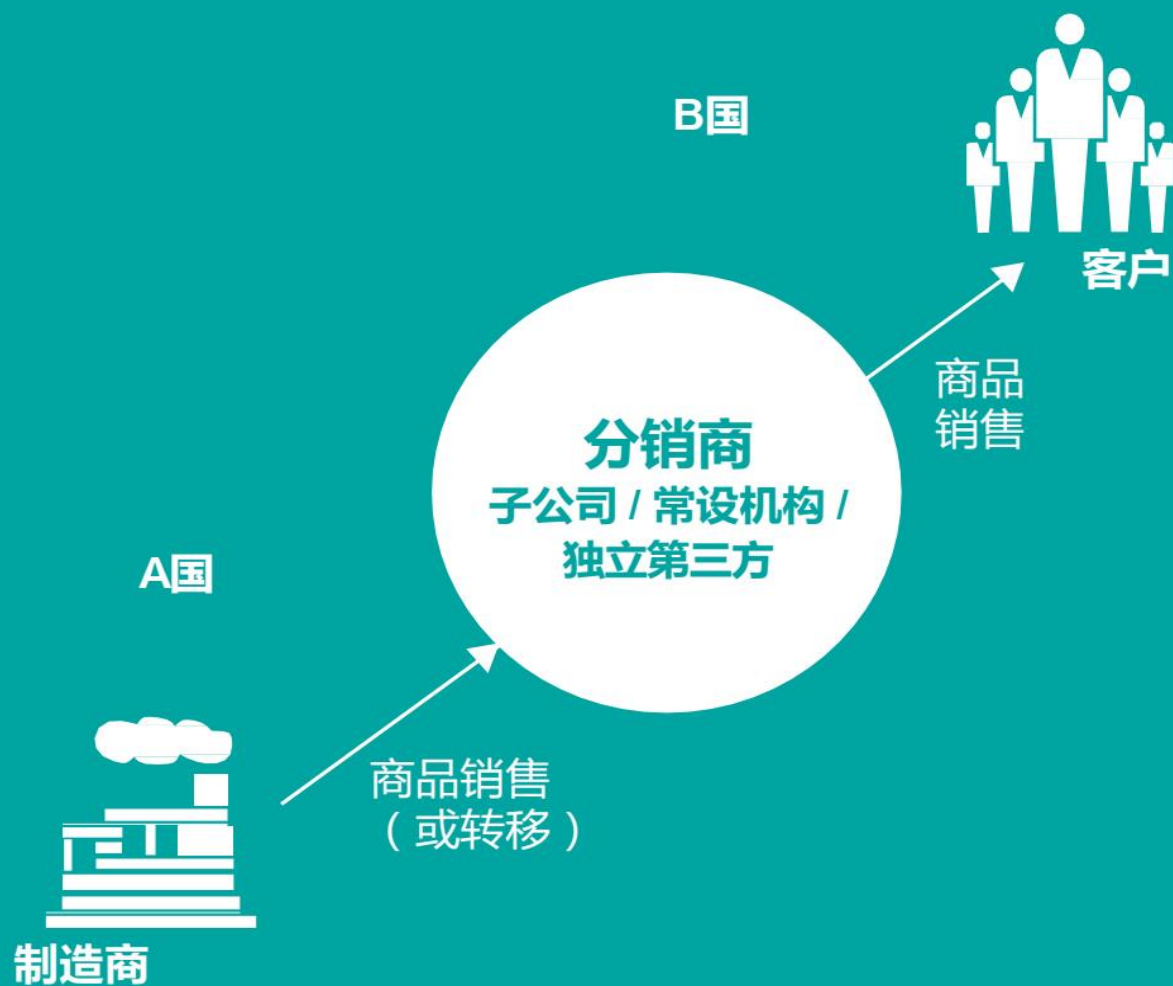 B国
客户
商品
销售
分销商
子公司 / 常设机构 /
独立第三方
A国
商品销售
（或转移）
制造商